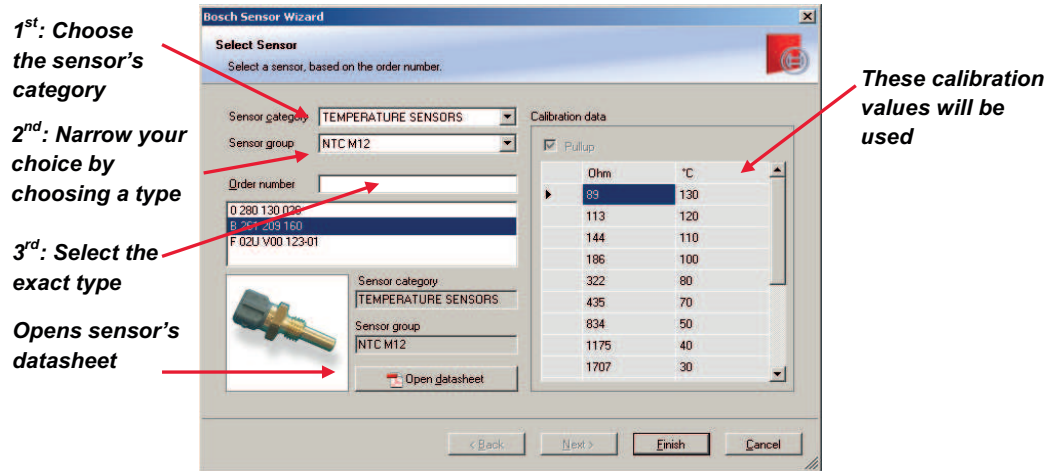 1st: Choose
the sensor's
category
2nd: Narrow your
choice by
choosing a type
3rd: Select the
exact type
Opens sensor's
datasheet
Bosch Sensor Wizard
Select Sensor
Select a sensor, based on the order number.
Sensor category TEMPERATURE SENSORS
Sensor group NTC M12
Order number
0 280 130 026
B 261 209 160
F 02U V00 123-01
Sensor category
TEMPERATURE SENSORS
Sensor group
NTC M12
Open datasheet
Calibration data
Pullup
Ohm °C
89 130
113 120
144 110
186 100
322 80
435 70
834 50
1175 40
1707 30
< Back Next > Finish Cancel
These calibration
values will be
used